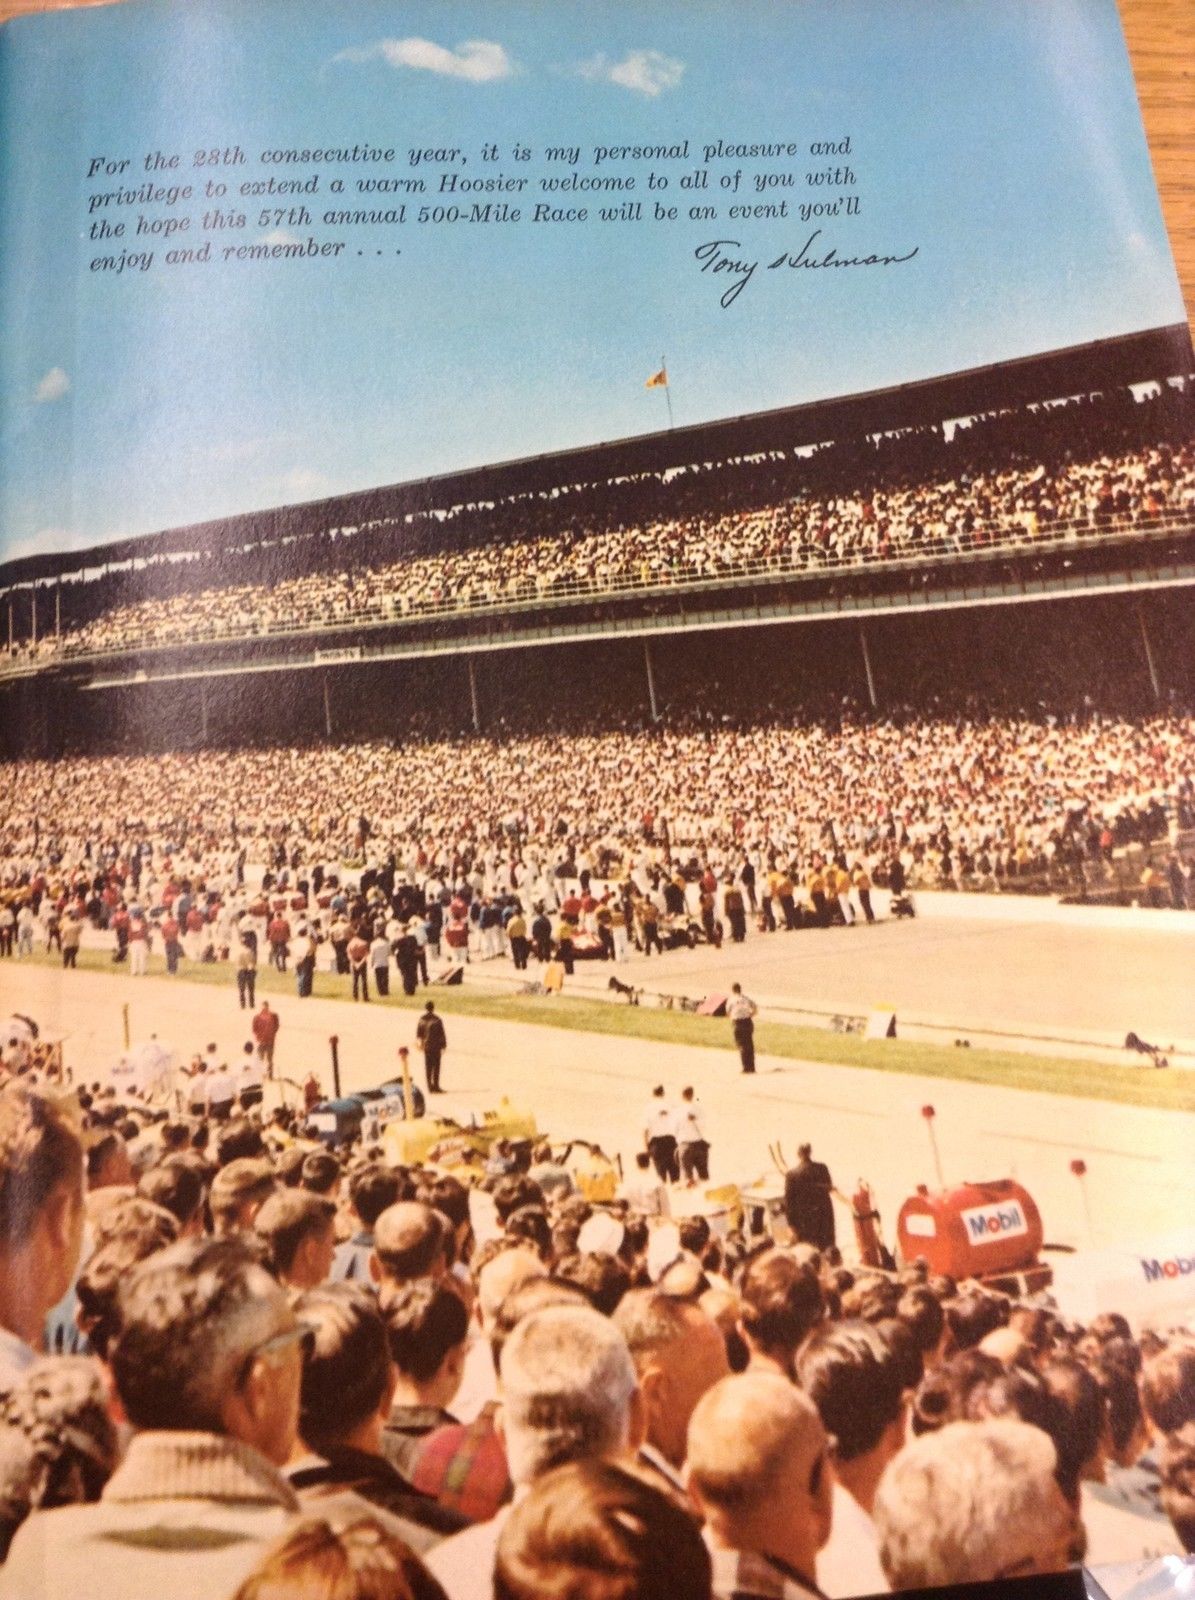 For the 28th consecutive year, it is my personal pleasure and
privilege to extend a warm Hoosier welcome to all of you with
the hope this 57th annual 500-Mile Race will be an event you'll
enjoy and remember . . .
Tony Hulman
Mobil
Mobil
Mobi